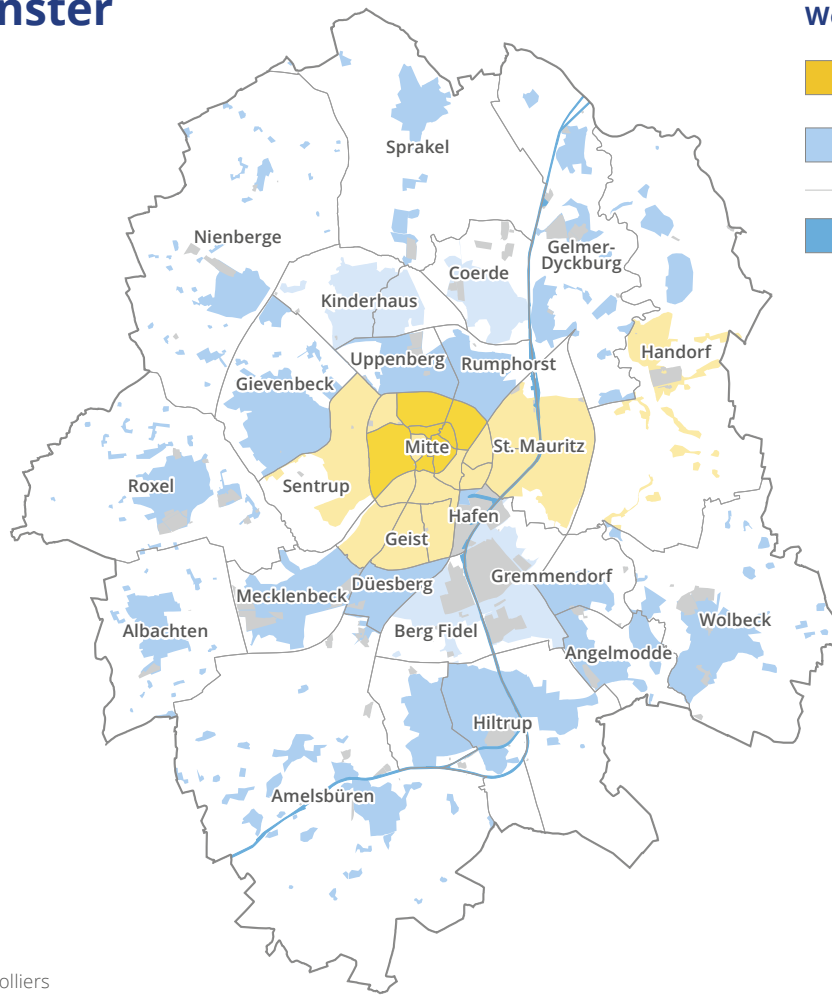 nster
We
Sprakel
Nienberge
Gelmer-
Dyckburg
Coerde
Kinderhaus
Handorf
Uppenberg
Rumphorst
Gievenbeck
Mitte
St. Mauritz
Roxel
Sentrup
Hafen
Geist
Gremmendorf
Düesberg
Mecklenbeck
Wolbeck
Albachten
Berg Fidel
Angelmodde
Hiltrup
Amelsbüren
olliers